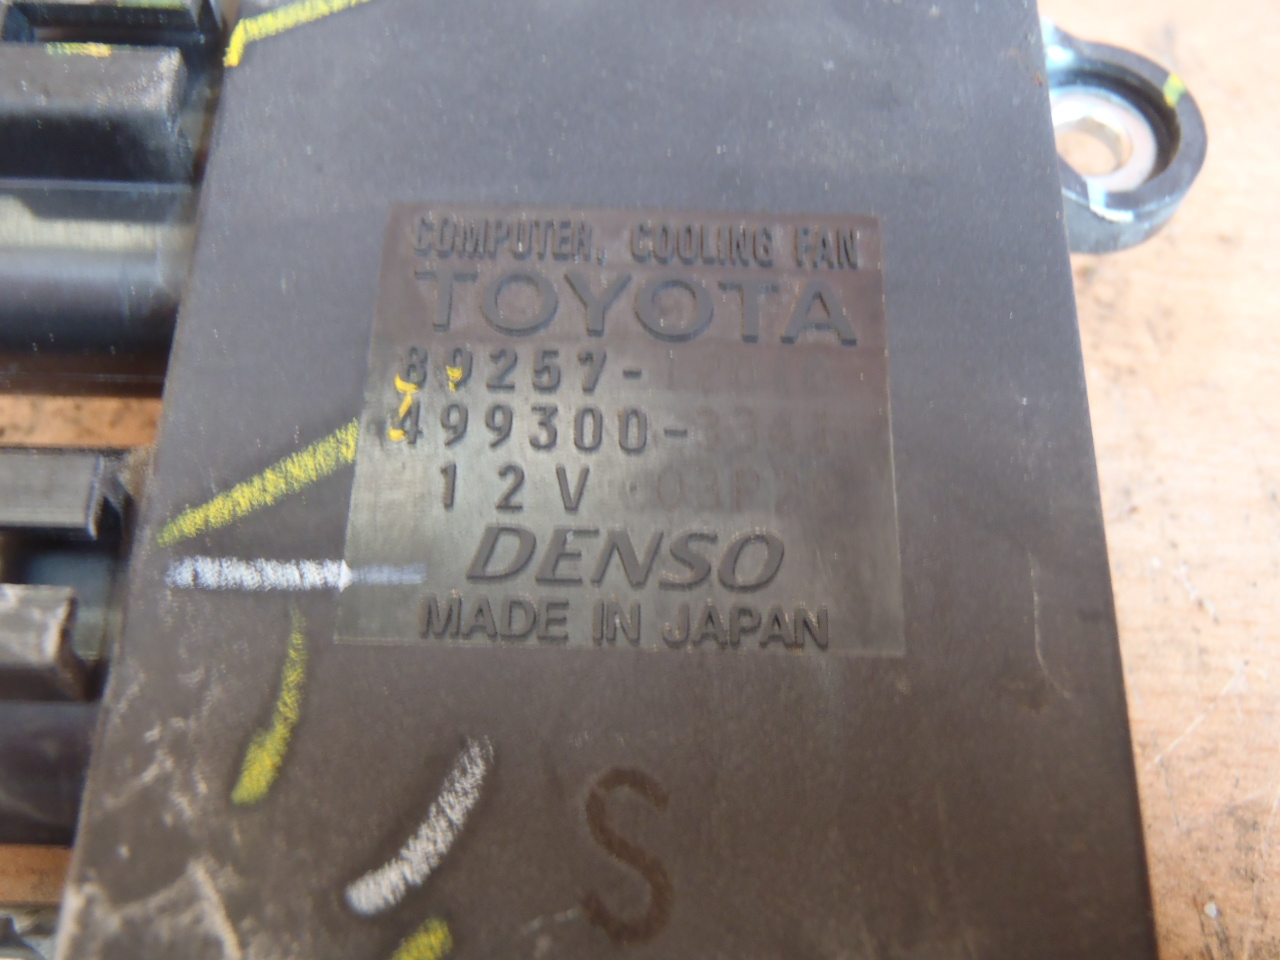 COMPUTER, COOLING FAN
TOYOTA
89257-
499300-
12V
DENSO
MADE IN JAPAN
S